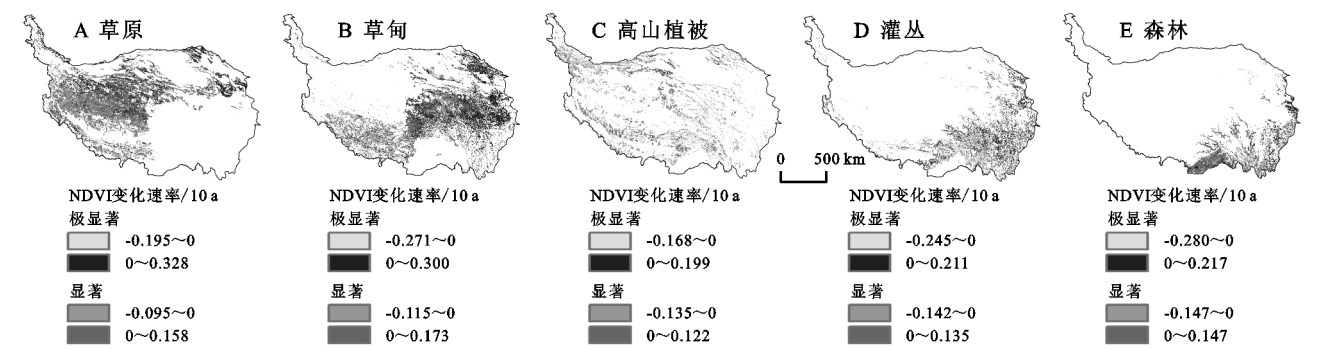 A 草原
B 草甸
C 高山植被
D 灌丛
E 森林
0 500 km
NDVI变化速率/10 a
极显著
-0.195～0
0～0.328
显著
-0.095～0
0～0.158
NDVI变化速率/10 a
极显著
-0.271～0
0～0.300
显著
-0.115～0
0～0.173
NDVI变化速率/10 a
极显著
-0.168～0
0～0.199
显著
-0.135～0
0～0.122
NDVI变化速率/10 a
极显著
-0.245～0
0～0.211
显著
-0.142～0
0～0.135
NDVI变化速率/10 a
极显著
-0.280～0
0～0.217
显著
-0.147～0
0～0.147